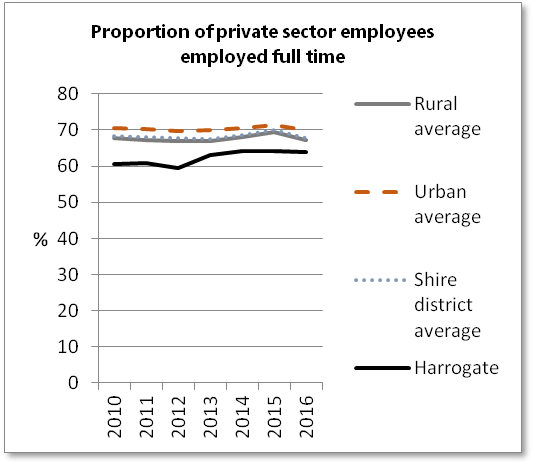 Proportion of private sector employees
employed full time
80
70
60
50
40
30
20
10
0
%
2010
2011
2012
2013
2014
2015
2016
Rural
average
Urban
average
Shire
district
average
Harrogate